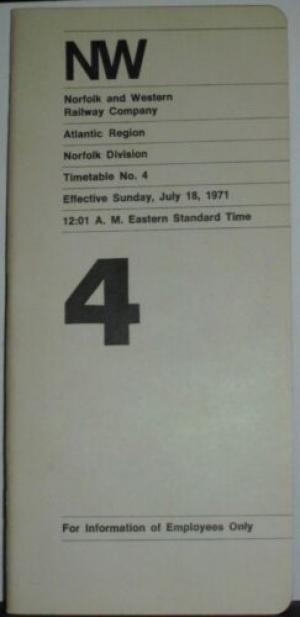 NW
Norfolk and Western
Railway Company
Atlantic Region
Norfolk Division
Timetable No. 4
Effective Sunday, July 18, 1971
12:01 A. M. Eastern Standard Time
4
For Information of Employees Only